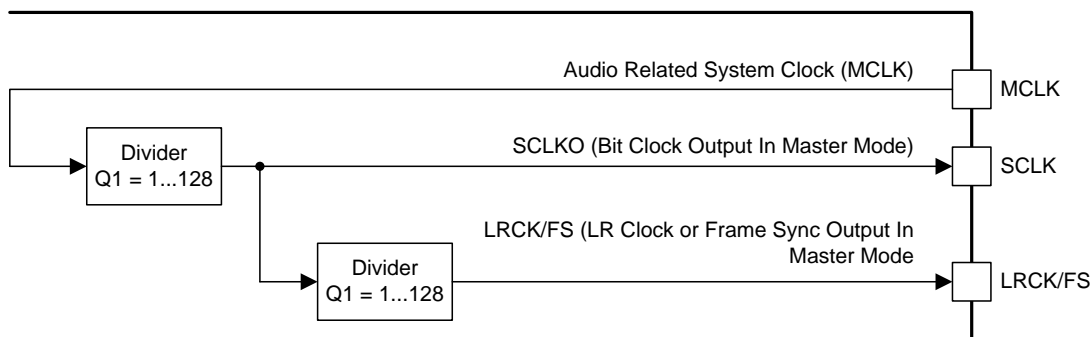 Audio Related System Clock (MCLK)
MCLK
Divider
Q1 = 1...128
SCLKO (Bit Clock Output In Master Mode)
SCLK
LRCK/FS (LR Clock or Frame Sync Output In
Master Mode
Divider
Q1 = 1...128
LRCK/FS